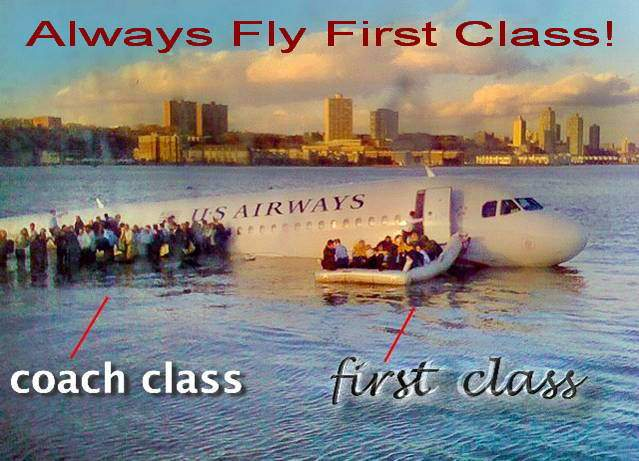 Always Fly First Class!
US AIRWAYS
coach class
first class